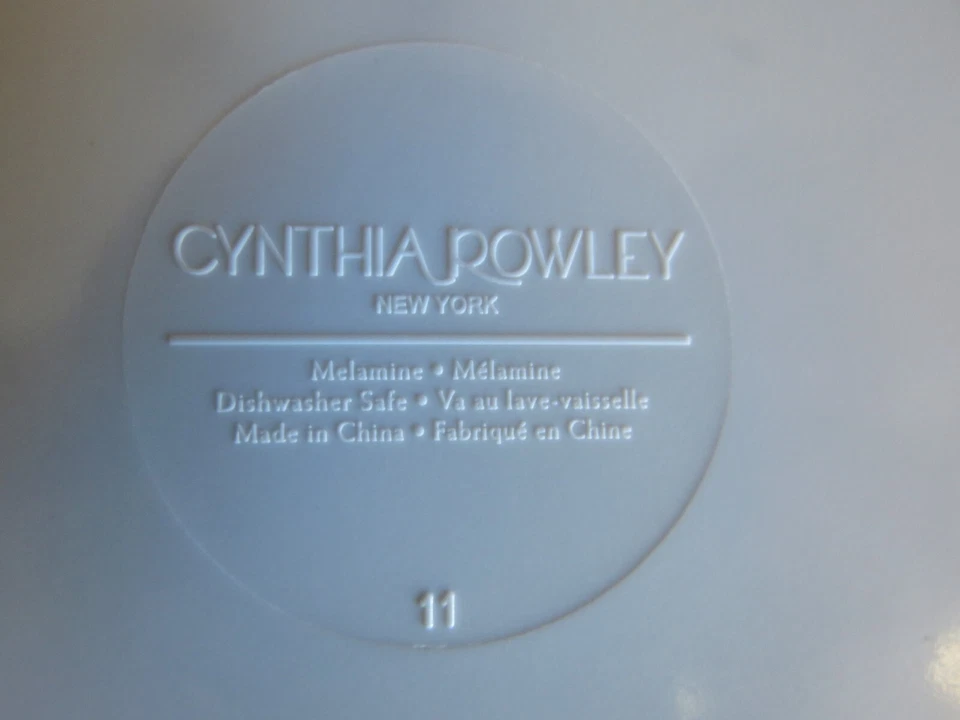 CYNTHIA ROWLEY
NEW YORK
Melamine • Mélamine
Dishwasher Safe • Va au lave-vaisselle
Made in China • Fabriqué en Chine
11